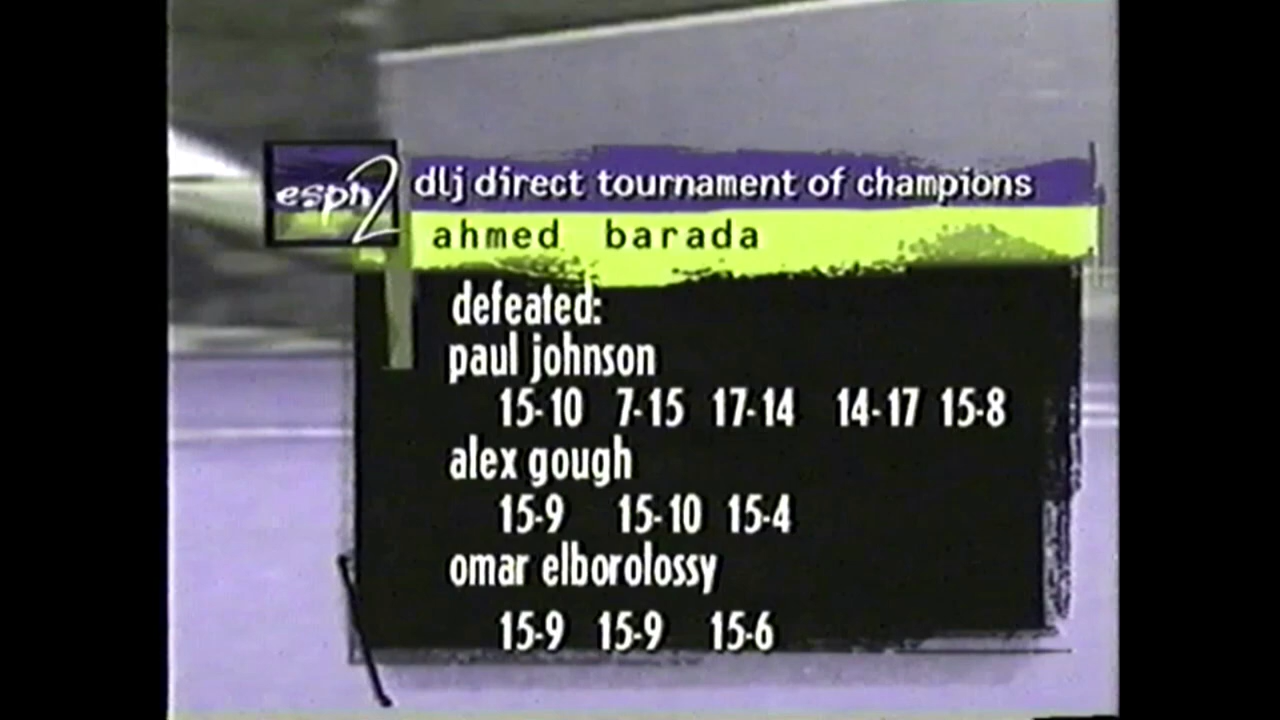 espn2
dlj direct tournament of champions
ahmed barada
defeated:
paul johnson
15-10 7-15 17-14 14-17 15-8
alex gough
15-9 15-10 15-4
omar elborolossy
15-9 15-9 15-6